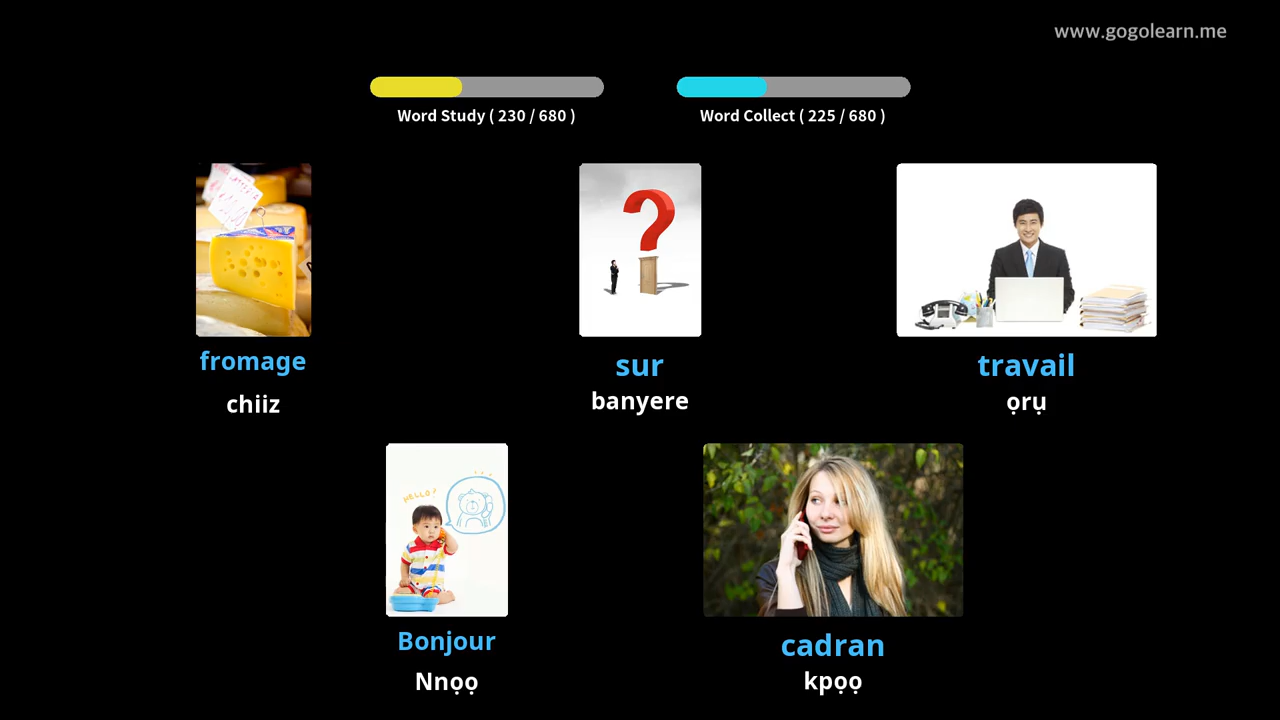 www.gogolearn.me
Word Study ( 230 / 680 )
Word Collect ( 225 / 680 )
fromage
chiiz
sur
banyere
travail
ọrụ
HELLO?
Bonjour
Nnọọ
cadran
kpọọ